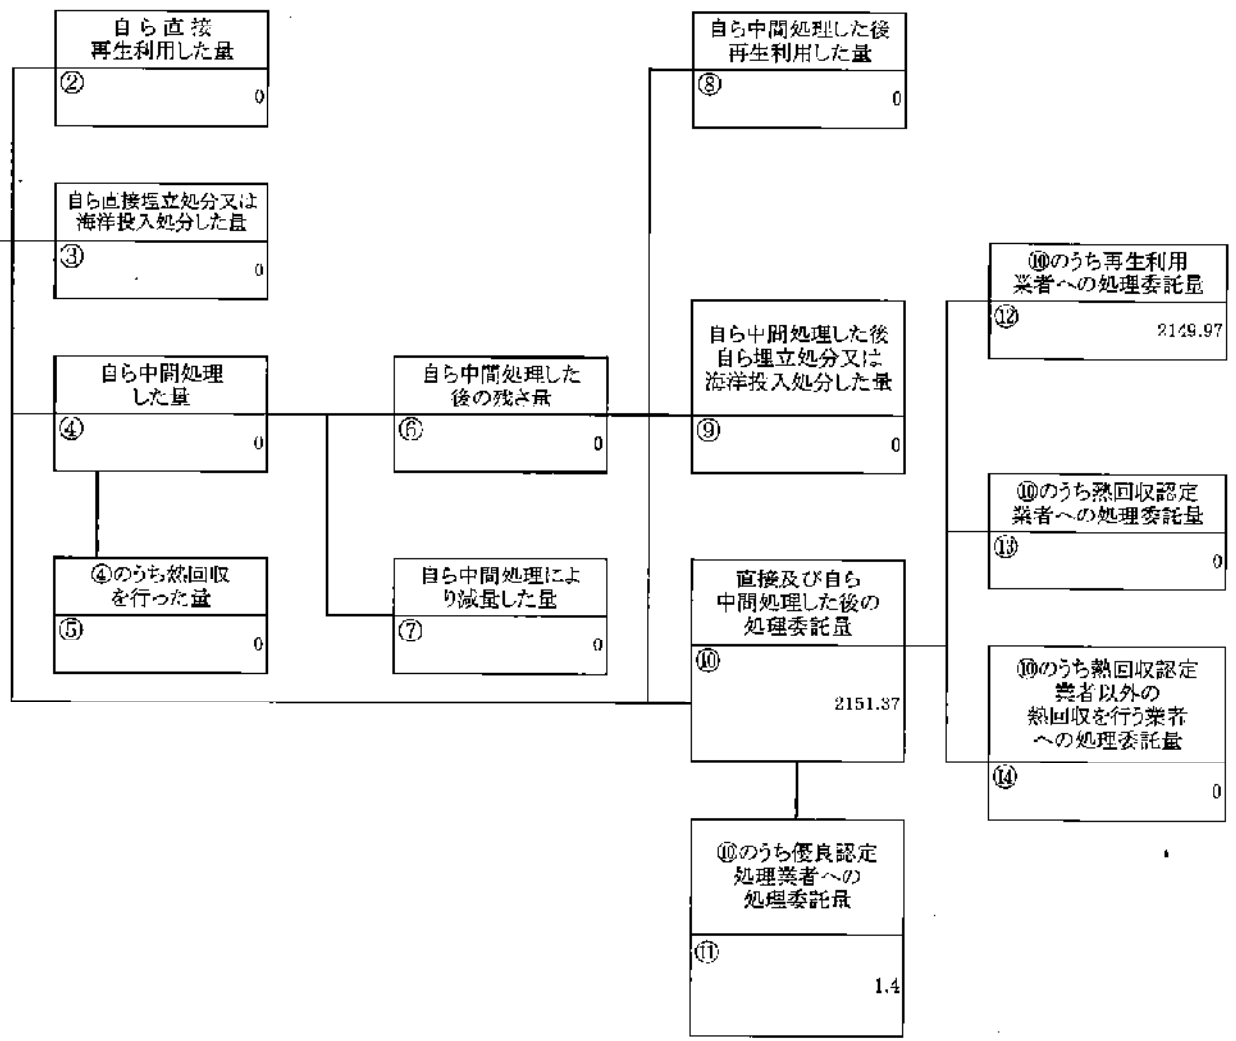 自ら直接
再生利用した量
②
0
自ら直接埋立処分又は
海洋投入処分した量
③
0
自ら中間処理
した量
④
0
④のうち熱回収
を行った量
⑤
0
自ら中間処理した
後の残さ量
⑥
0
自ら中間処理によ
り減量した量
⑦
0
自ら中間処理した後
再生利用した量
⑧
0
自ら中間処理した後
自ら埋立処分又は
海洋投入処分した量
⑨
0
直接及び自ら
中間処理した後の
処理委託量
⑩
2151.37
⑩のうち優良認定
処理業者への
処理委託量
⑪
1.4
⑩のうち再生利用
業者への処理委託量
⑫
2149.97
⑩のうち熱回収認定
業者への処理委託量
⑬
0
⑩のうち熱回収認定
業者以外の
熱回収を行う業者
への処理委託量
⑭
0